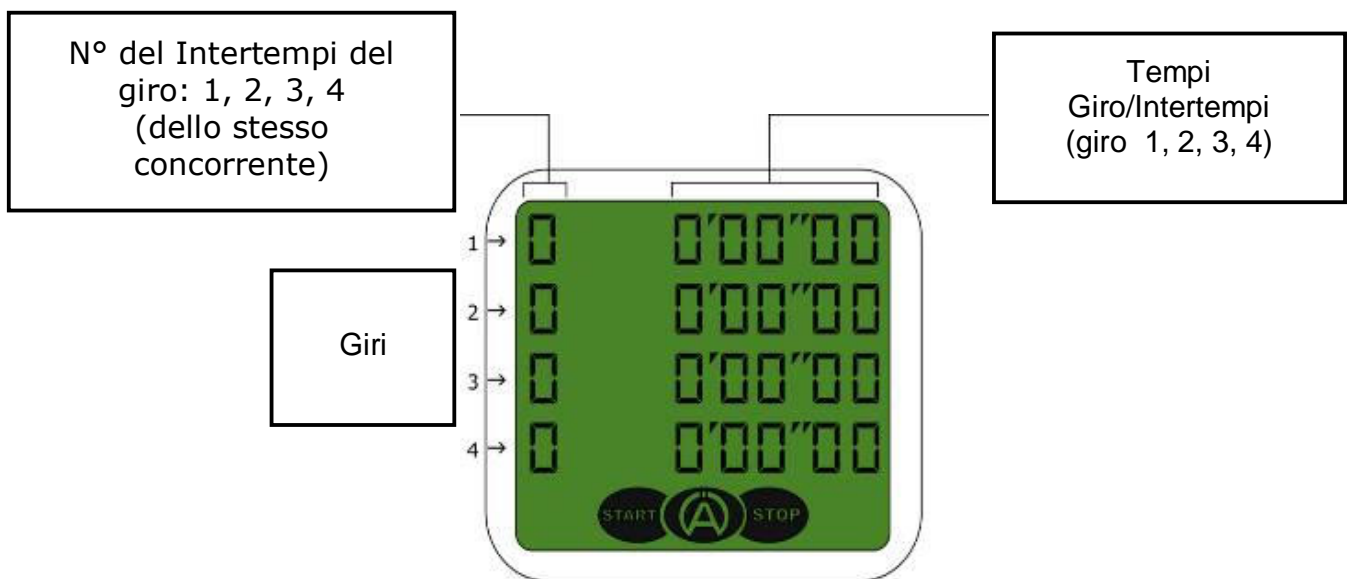 N° del Intertempi del
giro: 1, 2, 3, 4
(dello stesso
concorrente)
Tempi
Giro/Intertempi
(giro 1, 2, 3, 4)
Giri
1 → 0 0'00"00
2 → 0 0'00"00
3 → 0 0'00"00
4 → 0 0'00"00
START Ä STOP